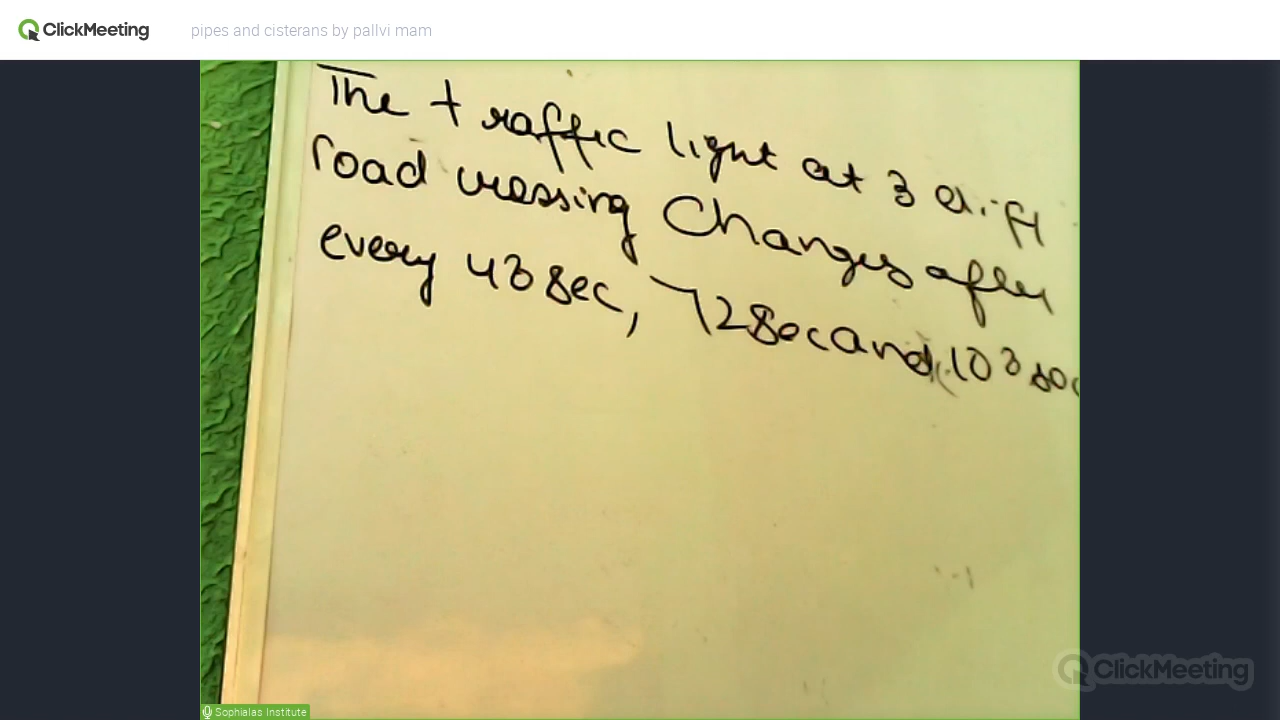 ClickMeeting
pipes and cisterans by pallvi mam
The traffic light at 3 diff
road crossing Changes after
every 48 sec, 72 sec and 108 sec
ClickMeeting
Sophialas Institute